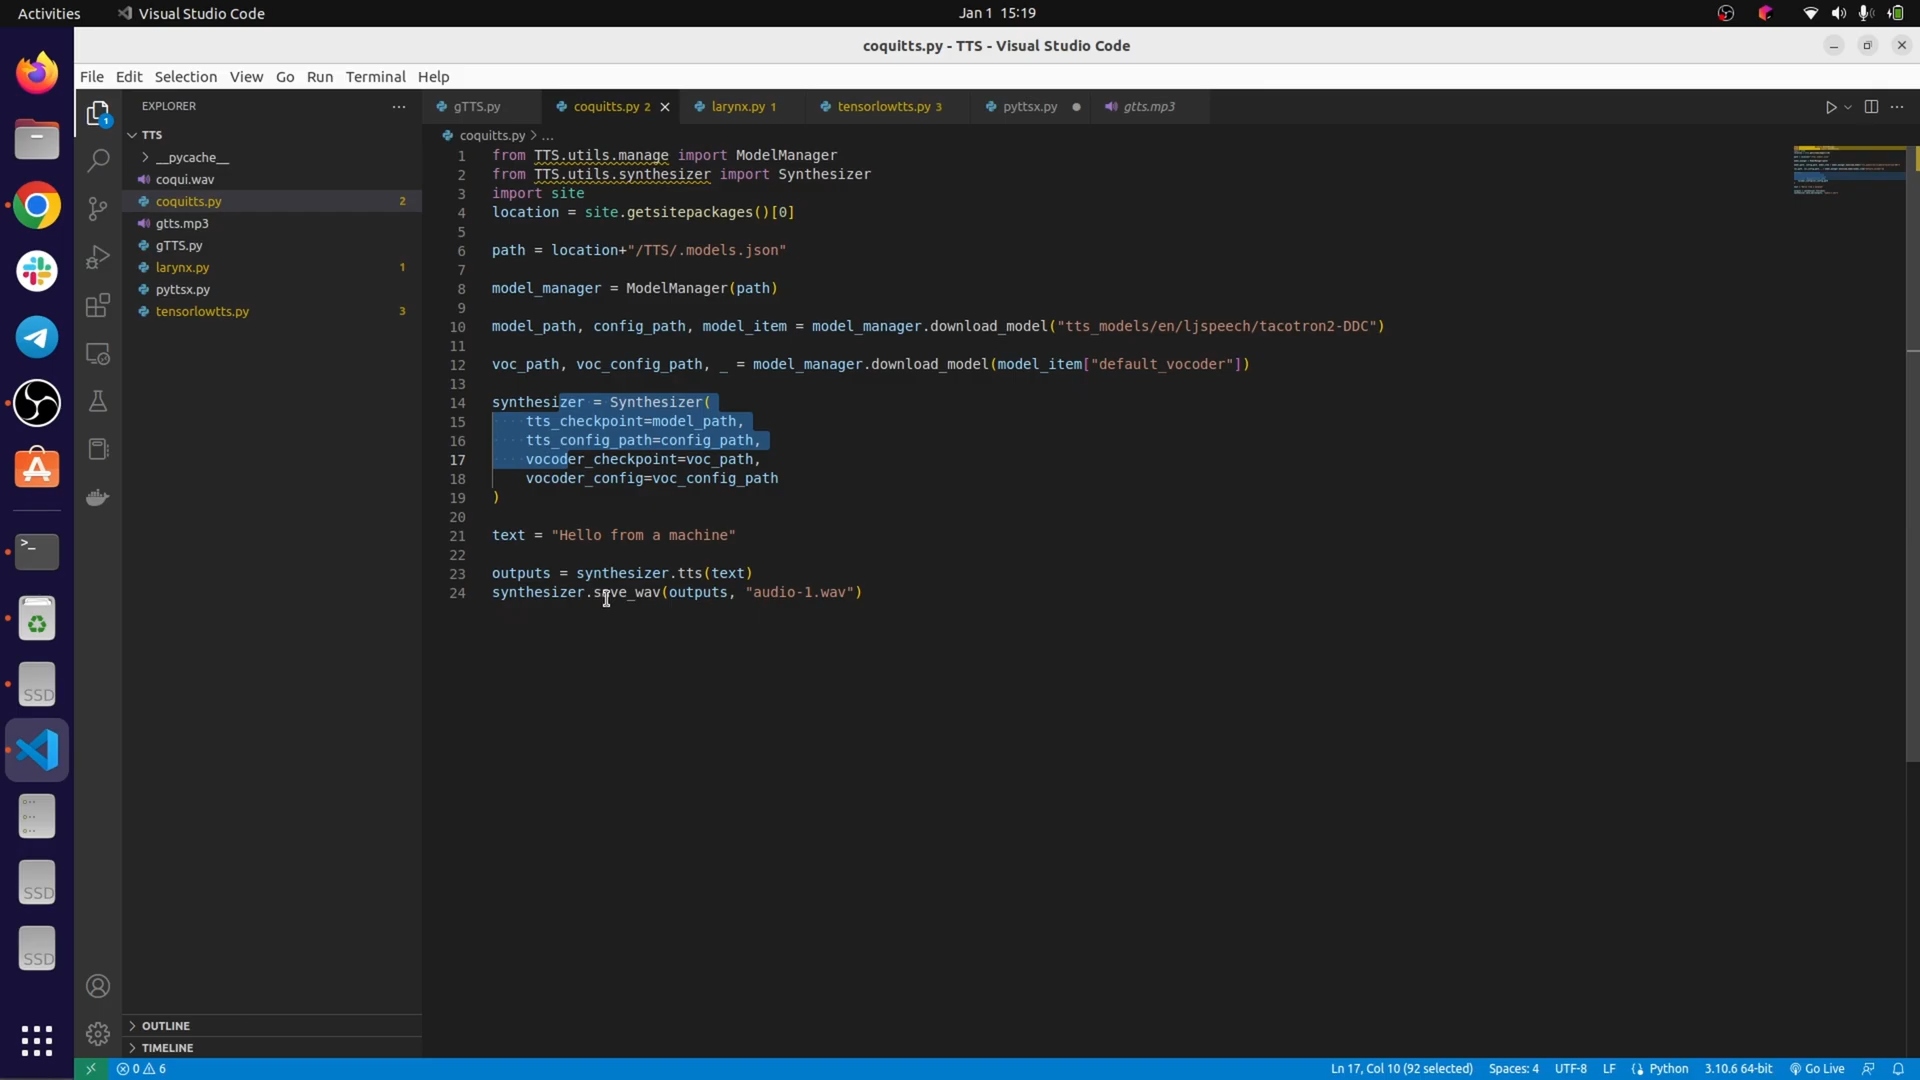 Activities Visual Studio Code Jan 1 15:19
coquitts.py - TTS - Visual Studio Code
File Edit Selection View Go Run Terminal Help
EXPLORER
TTS
__pycache__
coqui.wav
coquitts.py 2
gtts.mp3
gTTS.py
larynx.py 1
pyttsx.py
tensorlowtts.py 3
OUTLINE
TIMELINE
1
SSD
SSD
SSD
gTTS.py coquitts.py 2 larynx.py 1 tensorlowtts.py 3 pyttsx.py gtts.mp3
coquitts.py > ...
1 from TTS.utils.manage import ModelManager
2 from TTS.utils.synthesizer import Synthesizer
3 import site
4 location = site.getsitepackages()[0]
5
6 path = location+"/TTS/.models.json"
7
8 model_manager = ModelManager(path)
9
10 model_path, config_path, model_item = model_manager.download_model("tts_models/en/ljspeech/tacotron2-DDC")
11
12 voc_path, voc_config_path, _ = model_manager.download_model(model_item["default_vocoder"])
13
14 synthesizer = Synthesizer(
15 tts_checkpoint=model_path,
16 tts_config_path=config_path,
17 vocoder_checkpoint=voc_path,
18 vocoder_config=voc_config_path
19 )
20
21 text = "Hello from a machine"
22
23 outputs = synthesizer.tts(text)
24 synthesizer.save_wav(outputs, "audio-1.wav")
0 6 Ln 17, Col 10 (92 selected) Spaces: 4 UTF-8 LF Python 3.10.6 64-bit Go Live